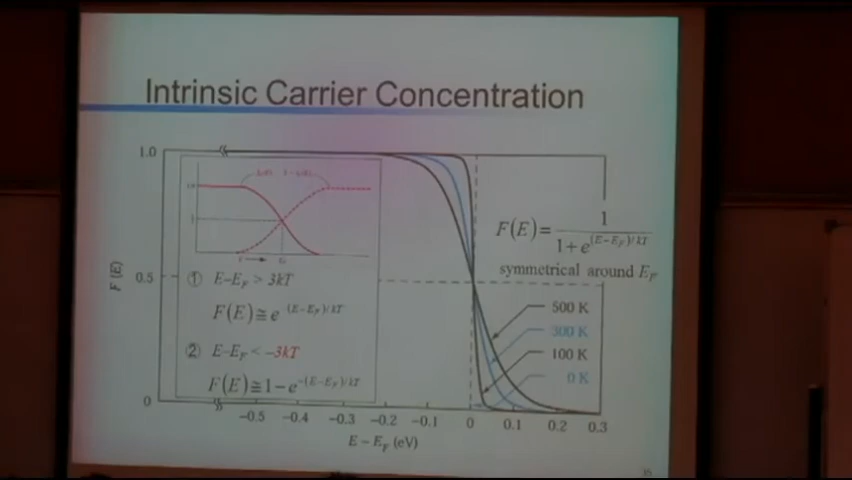 Intrinsic Carrier Concentration
1.0
0.5
0
F (E)
① E–E_F > 3kT
F(E)≅e^-(E–E_F)/kT
② E–E_F < –3kT
F(E)≅1–e^-(E–E_F)/kT
F(E)= 1 / 1+e^(E–E_F)/kT
symmetrical around E_F
500 K
300 K
100 K
0 K
–0.5 –0.4 –0.3 –0.2 –0.1 0 0.1 0.2 0.3
E – E_F (eV)